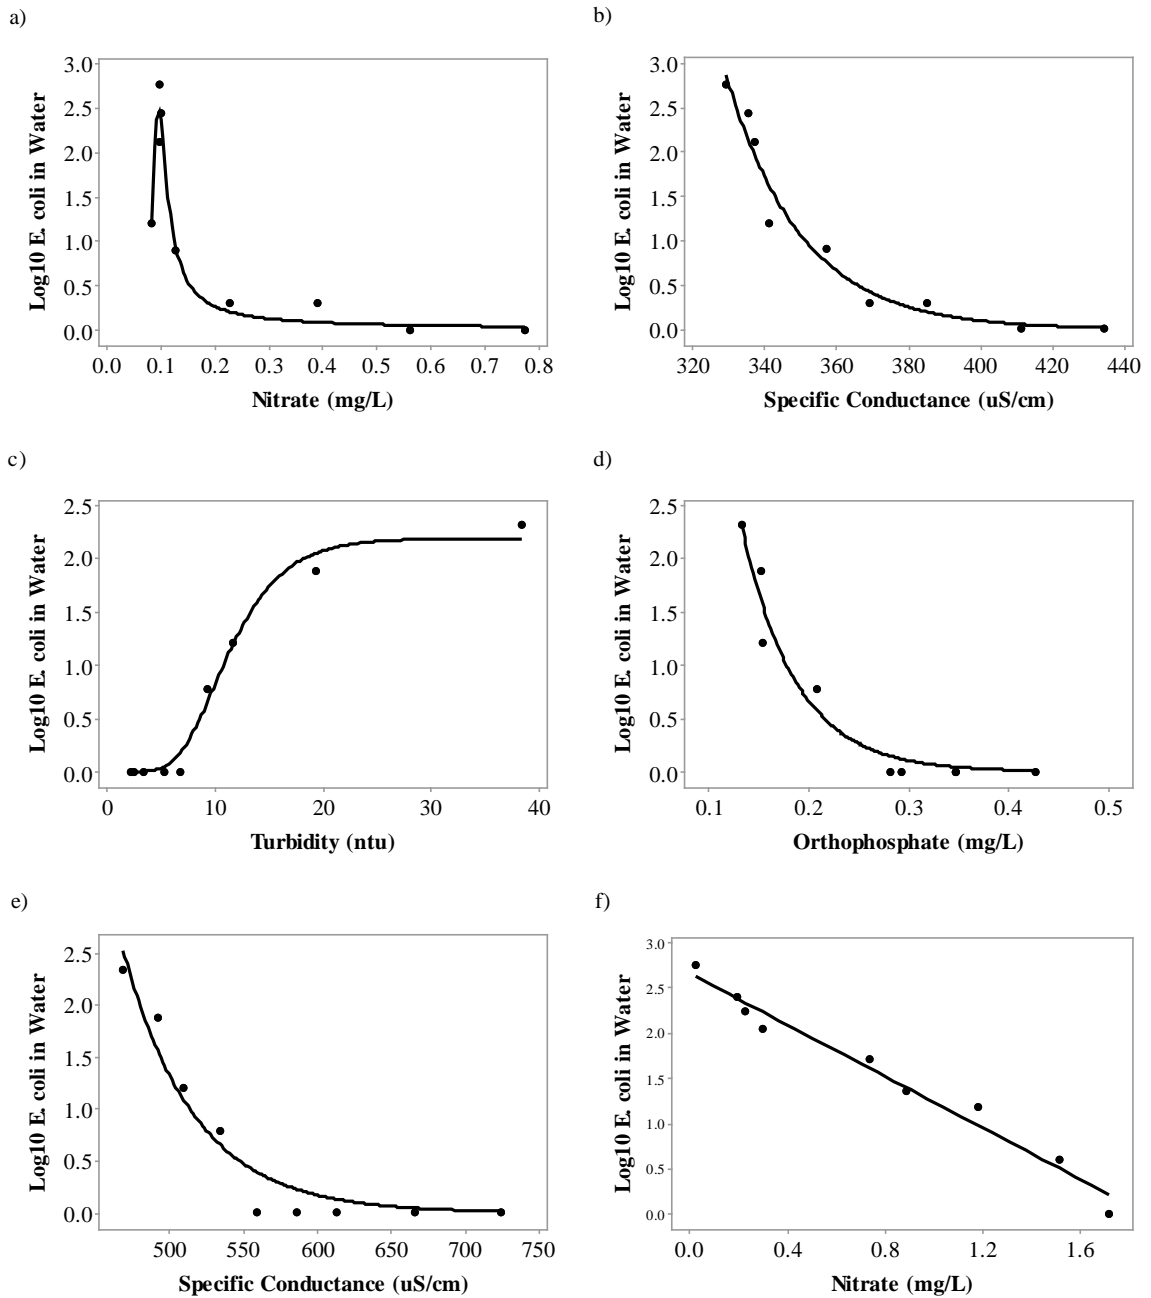 a)
3.0
2.5
2.0
1.5
1.0
0.5
0.0
Log10 E. coli in Water
0.0 0.1 0.2 0.3 0.4 0.5 0.6 0.7 0.8
Nitrate (mg/L)
b)
3.0
2.5
2.0
1.5
1.0
0.5
0.0
Log10 E. coli in Water
320 340 360 380 400 420 440
Specific Conductance (uS/cm)
c)
2.5
2.0
1.5
1.0
0.5
0.0
Log10 E. coli in Water
0 10 20 30 40
Turbidity (ntu)
d)
2.5
2.0
1.5
1.0
0.5
0.0
Log10 E. coli in Water
0.1 0.2 0.3 0.4 0.5
Orthophosphate (mg/L)
e)
2.5
2.0
1.5
1.0
0.5
0.0
Log10 E. coli in Water
500 550 600 650 700 750
Specific Conductance (uS/cm)
f)
3.0
2.5
2.0
1.5
1.0
0.5
0.0
Log10 E. coli in Water
0.0 0.4 0.8 1.2 1.6
Nitrate (mg/L)